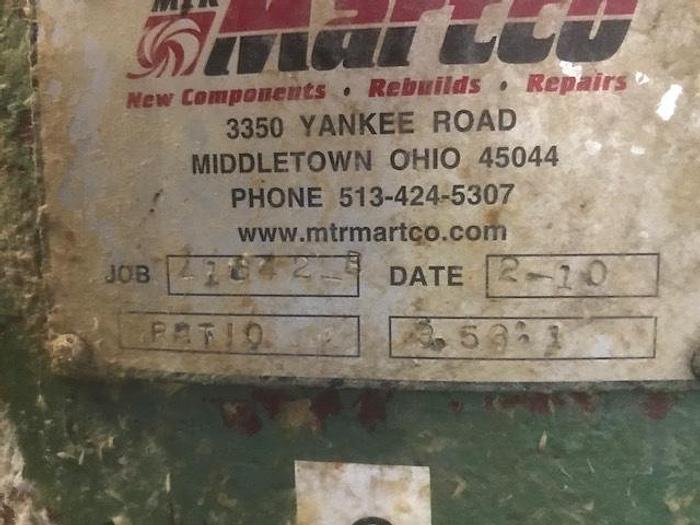 MTR Martco
New Components • Rebuilds • Repairs
3350 YANKEE ROAD
MIDDLETOWN OHIO 45044
PHONE 513-424-5307
www.mtrmartco.com
JOB DATE 2-10
RATIO